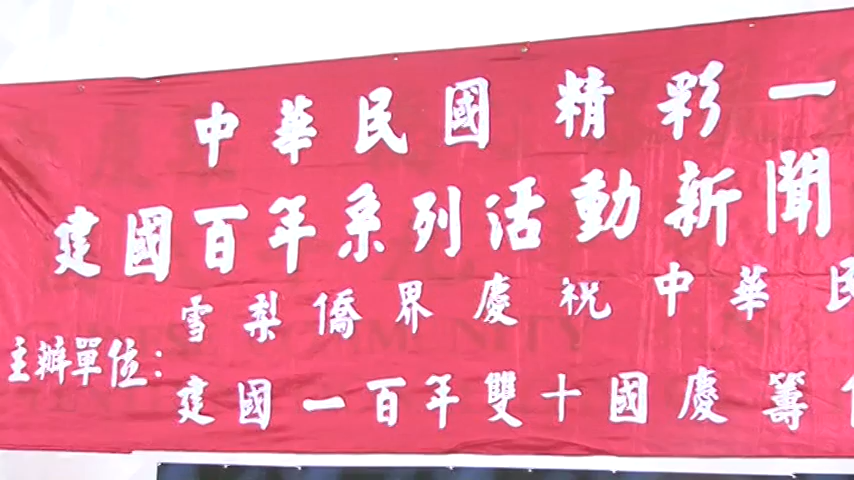 中華民國精彩一
建國百年系列活動新聞
雪梨僑界慶祝中華民
主辦單位：
建國一百年雙十國慶籌